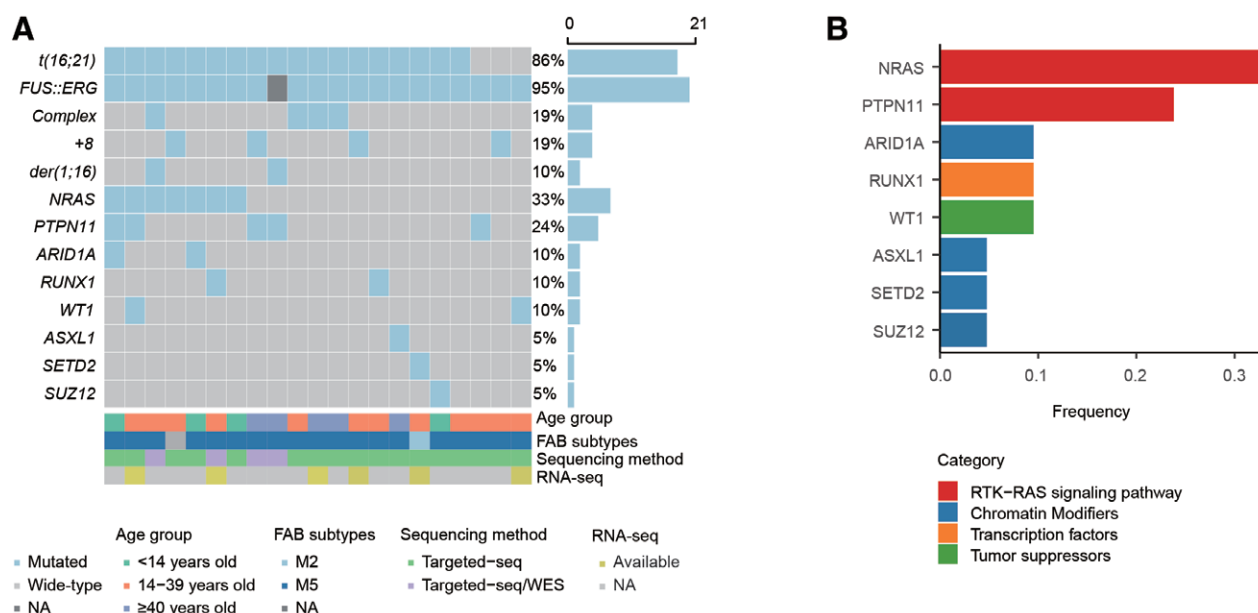 A
0 21
t(16;21) 86%
FUS::ERG 95%
Complex 19%
+8 19%
der(1;16) 10%
NRAS 33%
PTPN11 24%
ARID1A 10%
RUNX1 10%
WT1 10%
ASXL1 5%
SETD2 5%
SUZ12 5%
Age group
FAB subtypes
Sequencing method
RNA-seq
Mutated
Wide-type
NA
Age group
<14 years old
14-39 years old
≥40 years old
FAB subtypes
M2
M5
NA
Sequencing method
Targeted-seq
Targeted-seq/WES
RNA-seq
Available
NA
B
NRAS
PTPN11
ARID1A
RUNX1
WT1
ASXL1
SETD2
SUZ12
0.0 0.1 0.2 0.3
Frequency
Category
RTK-RAS signaling pathway
Chromatin Modifiers
Transcription factors
Tumor suppressors